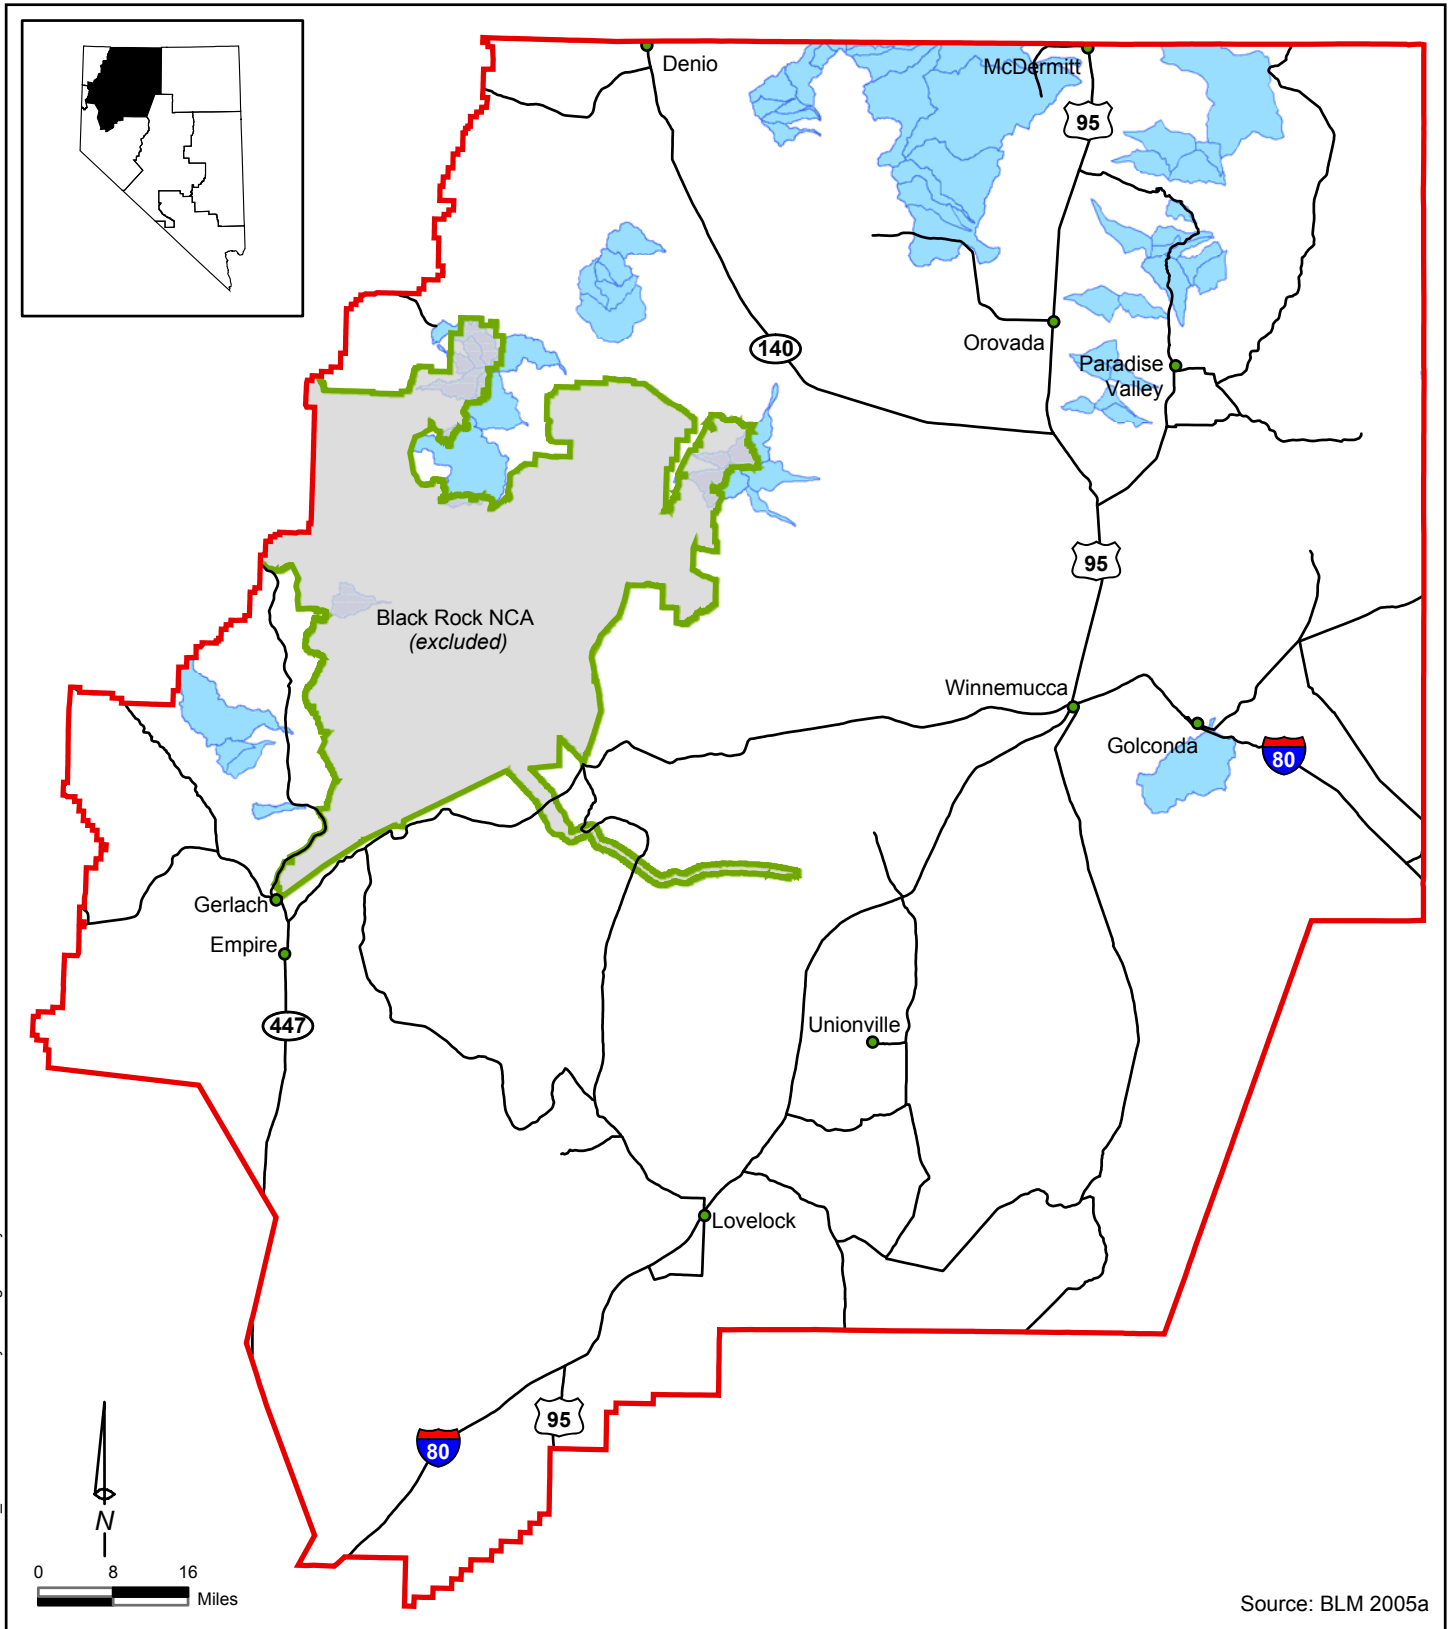 Denio
McDermitt
95
140
Orovada
Paradise
Valley
95
Black Rock NCA
(excluded)
Winnemucca
Golconda
80
Gerlach
Empire
447
Unionville
Lovelock
95
80
N
0 8 16
Miles
Source: BLM 2005a